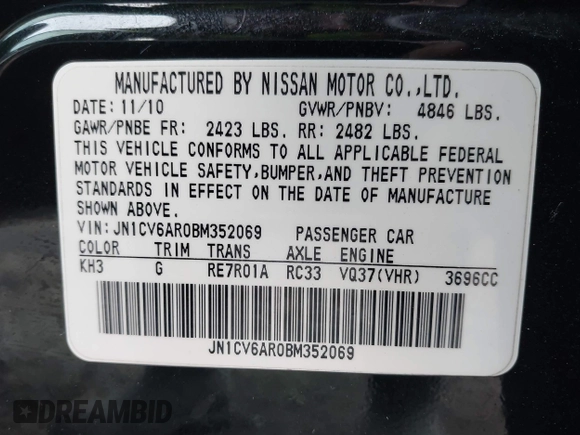 MANUFACTURED BY NISSAN MOTOR CO.,LTD.
DATE: 11/10 GVWR/PNBV: 4846 LBS.
GAWR/PNBE FR: 2423 LBS. RR: 2482 LBS.
THIS VEHICLE CONFORMS TO ALL APPLICABLE FEDERAL
MOTOR VEHICLE SAFETY,BUMPER,AND THEFT PREVENTION
STANDARDS IN EFFECT ON THE DATE OF MANUFACTURE
SHOWN ABOVE.
VIN: JN1CV6AR0BM352069 PASSENGER CAR
COLOR TRIM TRANS AXLE ENGINE
KH3 G RE7R01A RC33 VQ37(VHR) 3696CC
JN1CV6AR0BM352069
DREAMBID